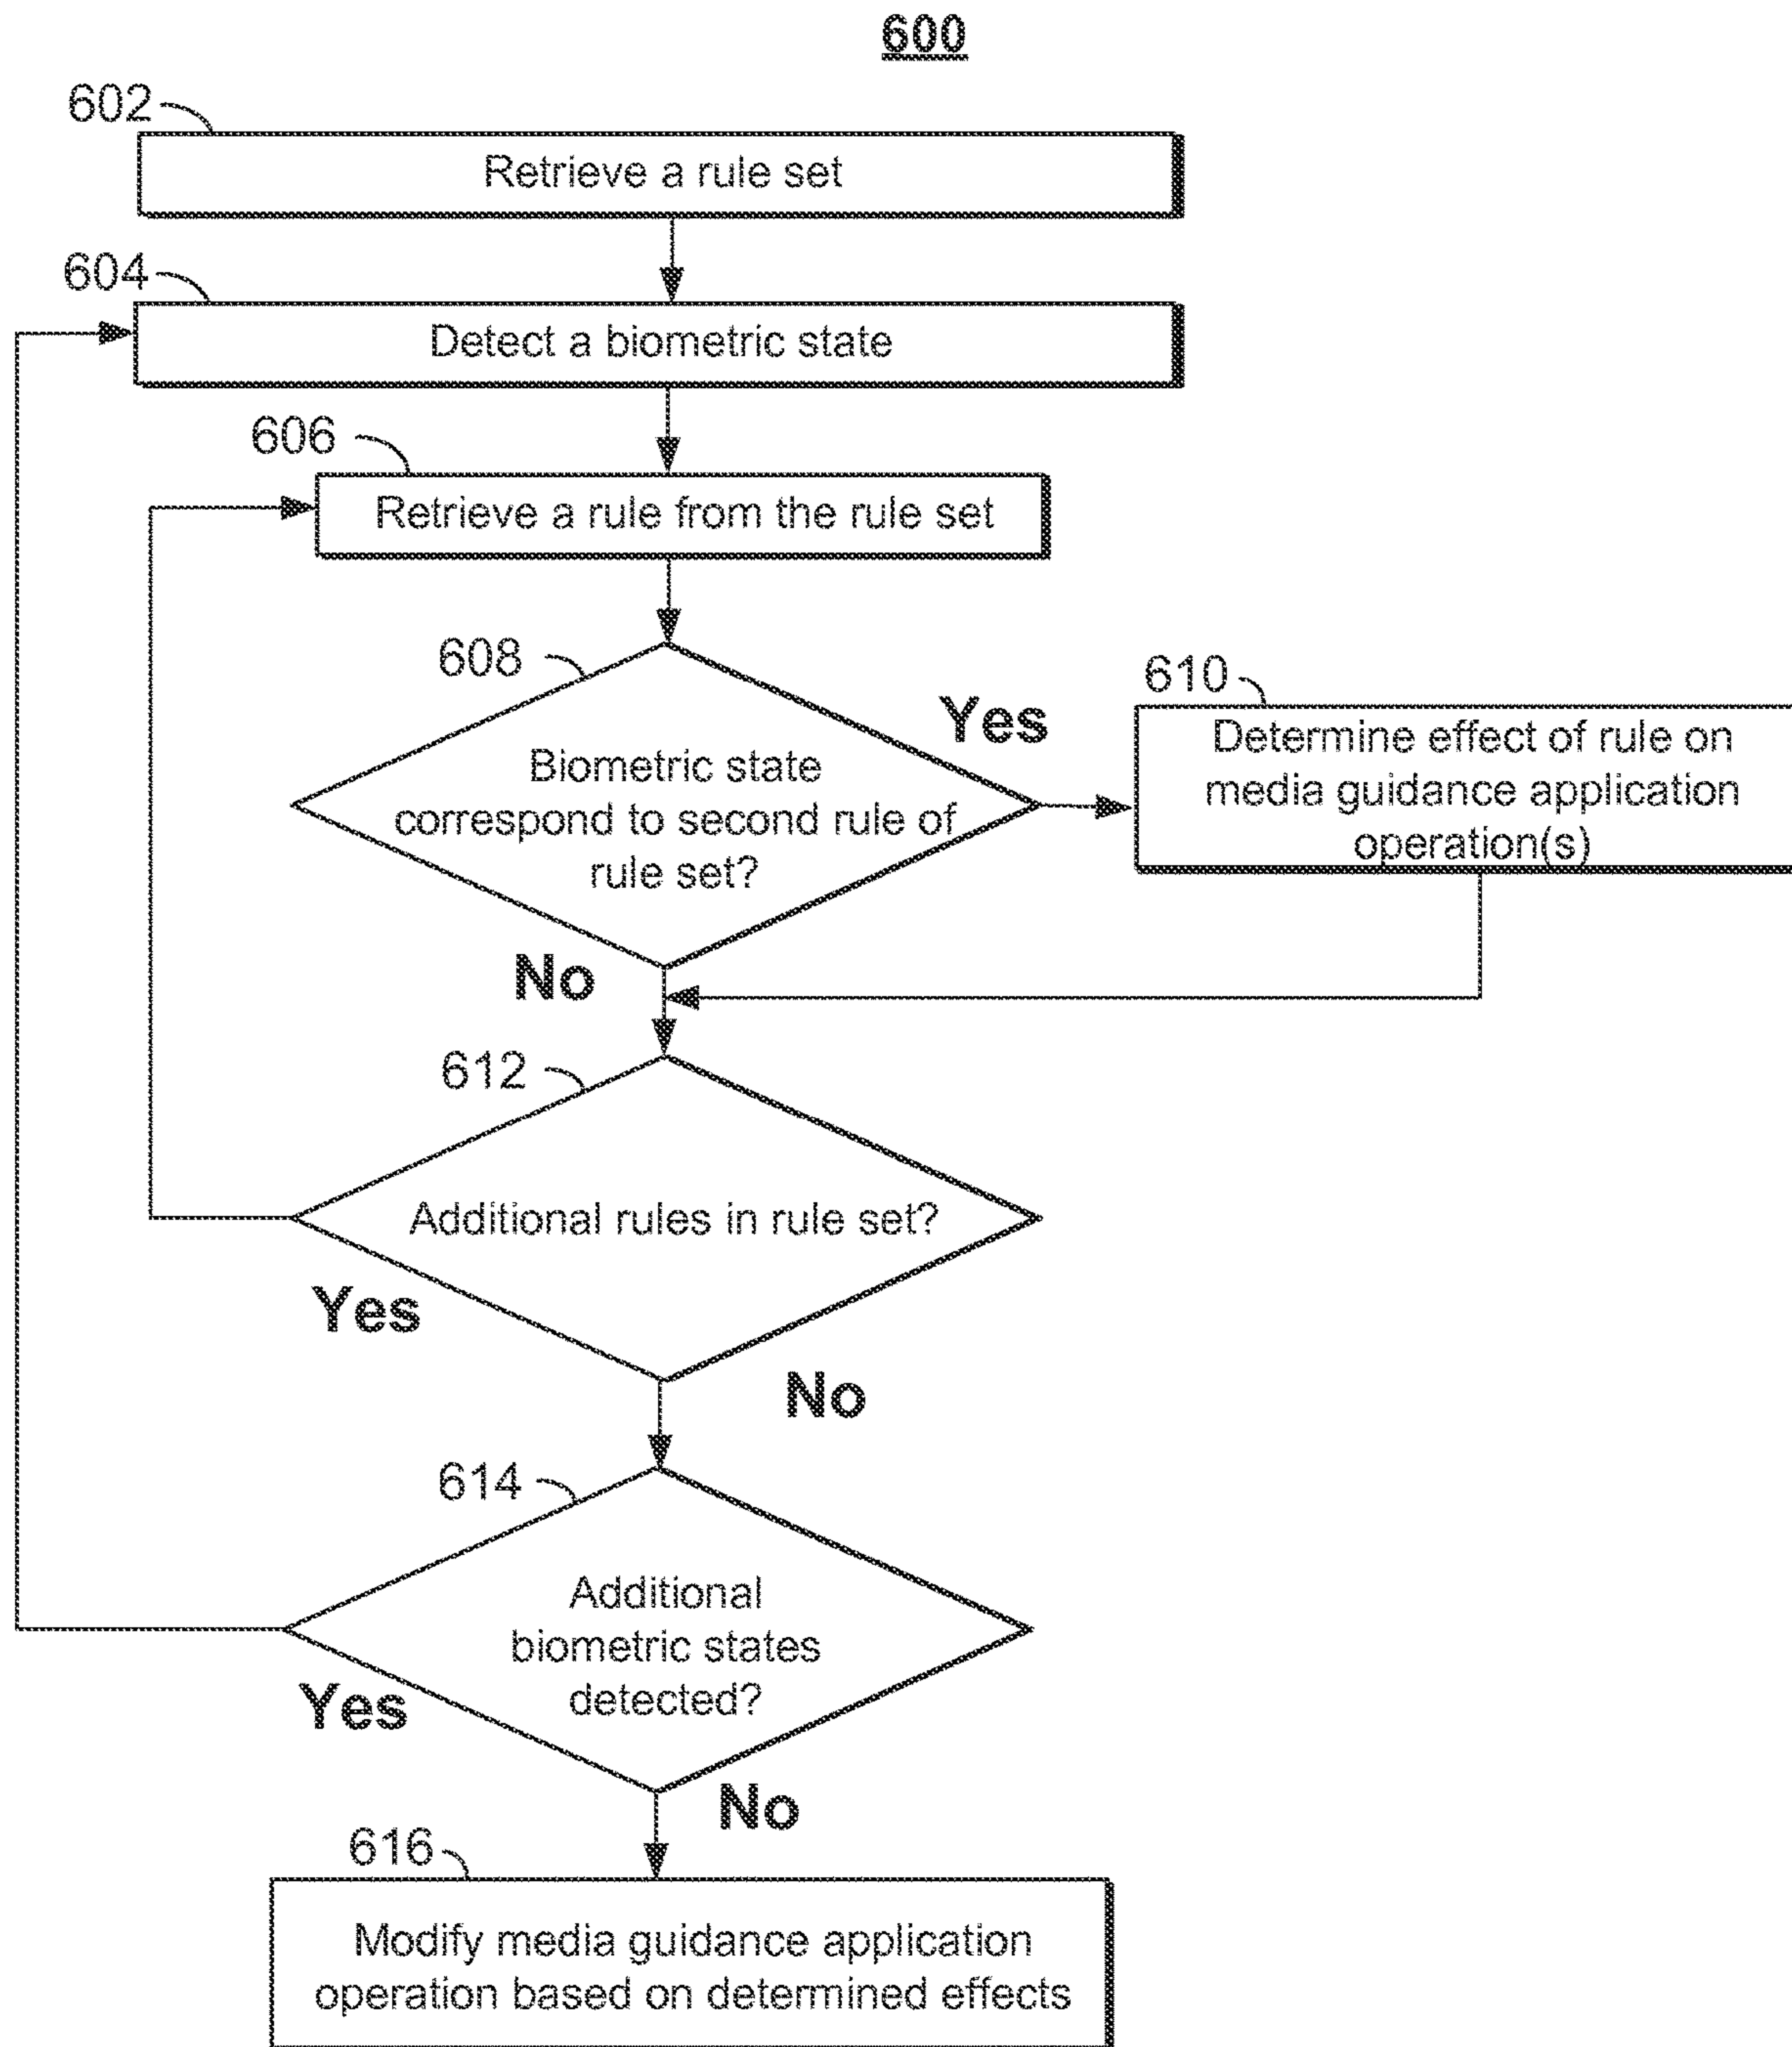 600
602
Retrieve a rule set
604
Detect a biometric state
606
Retrieve a rule from the rule set
608
Yes
610
Biometric state
correspond to second rule of
rule set?
Determine effect of rule on
media guidance application
operation(s)
No
612
Additional rules in rule set?
Yes
No
614
Additional
biometric states
detected?
Yes
No
616
Modify media guidance application
operation based on determined effects